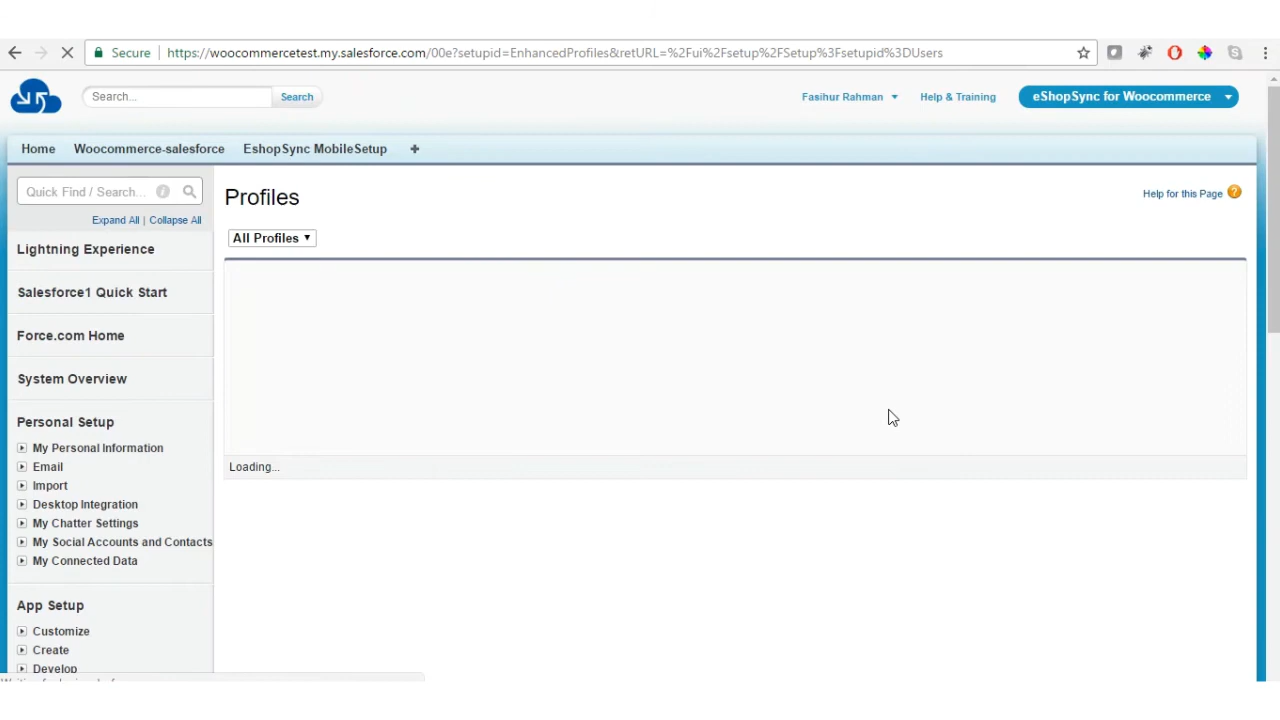 Secure | https://woocommercetest.my.salesforce.com/00e?setupid=EnhancedProfiles&retURL=%2Fui%2Fsetup%2FSetup%3Fsetupid%3DUsers
Search... Search Fasihur Rahman Help & Training eShopSync for Woocommerce
Home Woocommerce-salesforce EshopSync MobileSetup +
Quick Find / Search... i
Expand All | Collapse All
Lightning Experience
Salesforce1 Quick Start
Force.com Home
System Overview
Personal Setup
My Personal Information
Email
Import
Desktop Integration
My Chatter Settings
My Social Accounts and Contacts
My Connected Data
App Setup
Customize
Create
Develop
Profiles
Help for this Page ?
All Profiles
Loading...